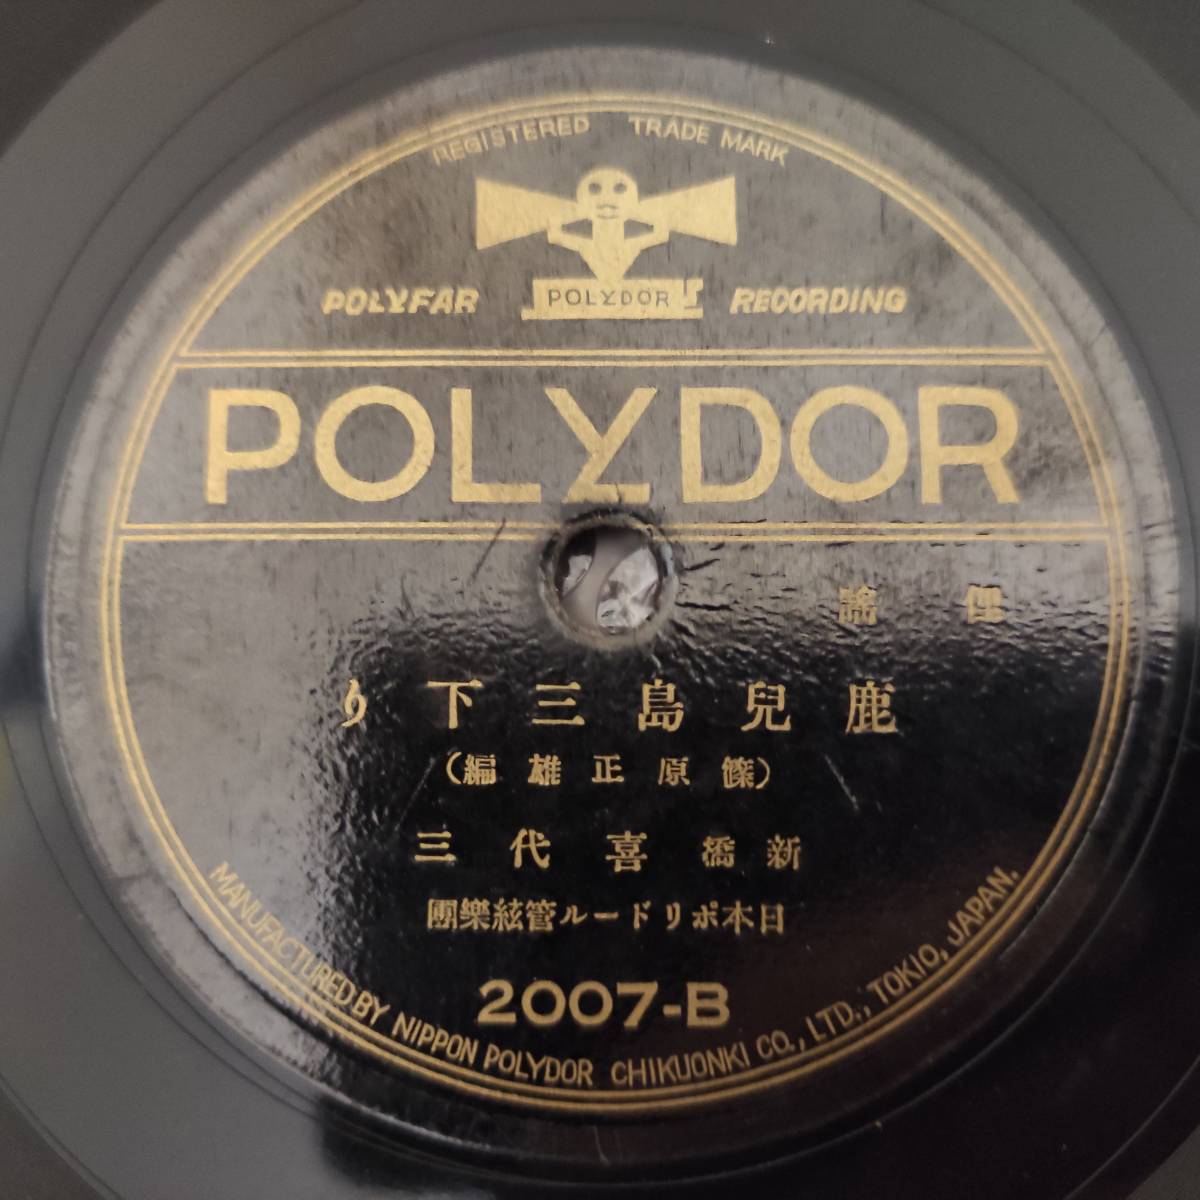 REGISTERED TRADE MARK
POLYFAR POLYDOR RECORDING
POLYDOR
俚謡
鹿兒島三下り
(篠原正雄編)
新橋喜代三
日本ポリドール管絃樂團
2007-B
MANUFACTURED BY NIPPON POLYDOR CHIKUONKI CO., LTD., TOKIO, JAPAN.